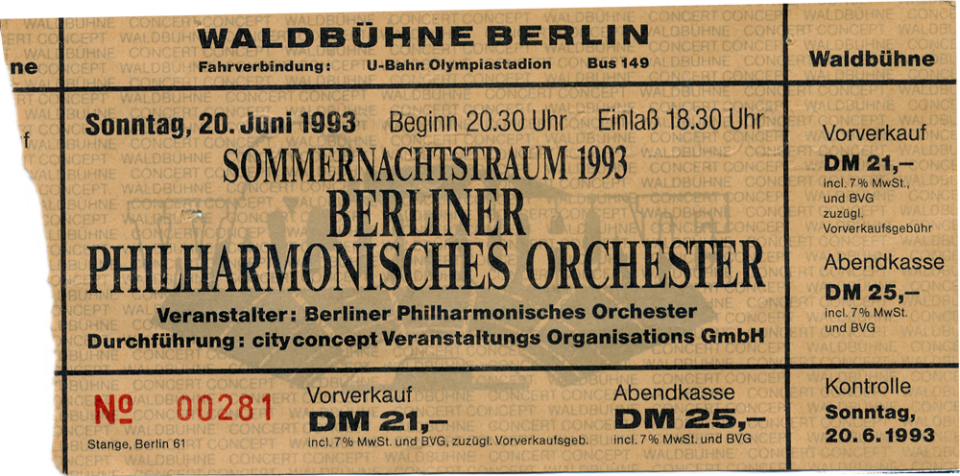 WALDBÜHNE BERLIN
Fahrverbindung: U-Bahn Olympiastadion Bus 149
ne
f
Sonntag, 20. Juni 1993 Beginn 20.30 Uhr Einlaß 18.30 Uhr
SOMMERNACHTSTRAUM 1993
BERLINER
PHILHARMONISCHES ORCHESTER
Veranstalter: Berliner Philharmonisches Orchester
Durchführung: cityconcept Veranstaltungs Organisations GmbH
No 00281
Stange, Berlin 61
Vorverkauf
DM 21,–
incl. 7% MwSt. und BVG, zuzügl. Vorverkaufsgeb.
Abendkasse
DM 25,–
incl. 7% MwSt. und BVG
Waldbühne
Vorverkauf
DM 21,–
incl. 7% MwSt.,
und BVG
zuzügl.
Vorverkaufsgebühr
Abendkasse
DM 25,–
incl. 7% MwSt.
und BVG
Kontrolle
Sonntag,
20.6.1993